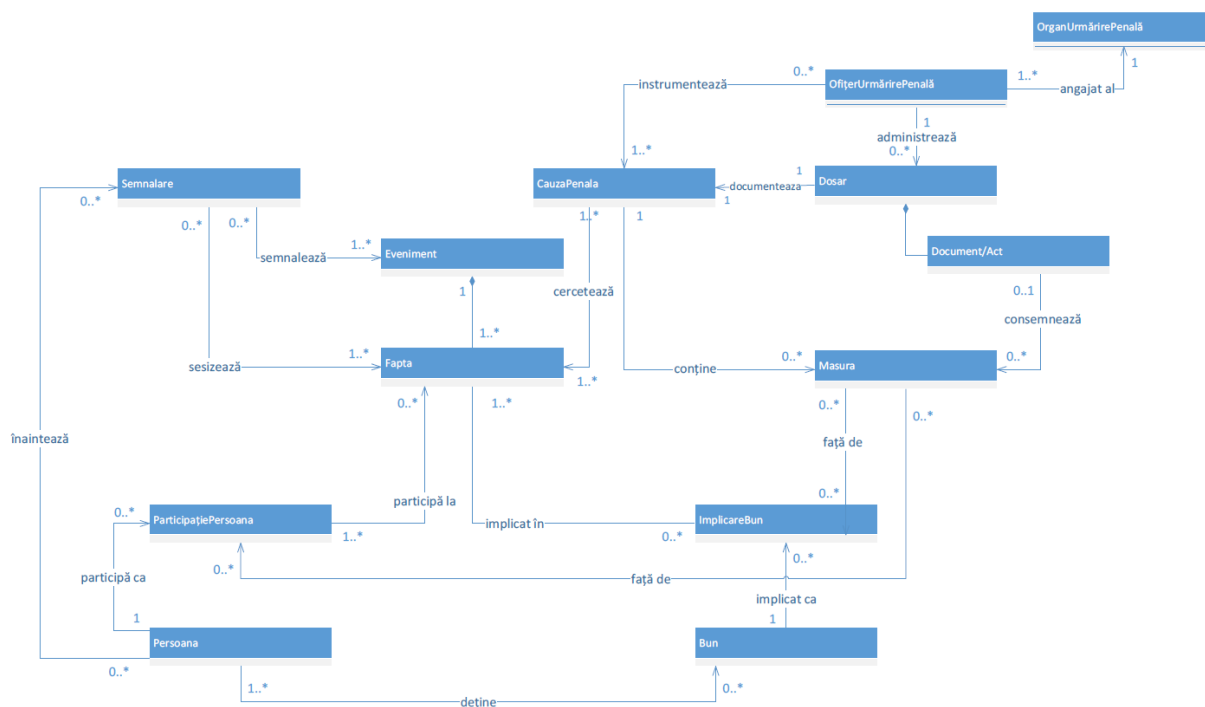 OrganUrmărirePenală
1
0..*
OfițerUrmărirePenală
1..*
instrumentează
angajat al
1
administrează
0..*
1..*
Semnalare
0..*
CauzaPenala
1
documenteaza
1
Dosar
0..*
0..*
1..*
1
semnalează
1..*
Eveniment
Document/Act
1
cercetează
0..1
consemnează
1..*
1..*
Fapta
sesizează
1..*
conține
0..*
Masura
0..*
0..*
1..*
0..*
0..*
înaintează
față de
participă la
0..*
0..*
ParticipațiePersoana
1..*
implicat în
0..*
ImplicareBun
0..*
0..*
participă ca
față de
implicat ca
1
1
Persoana
Bun
0..*
1..*
0..*
detine